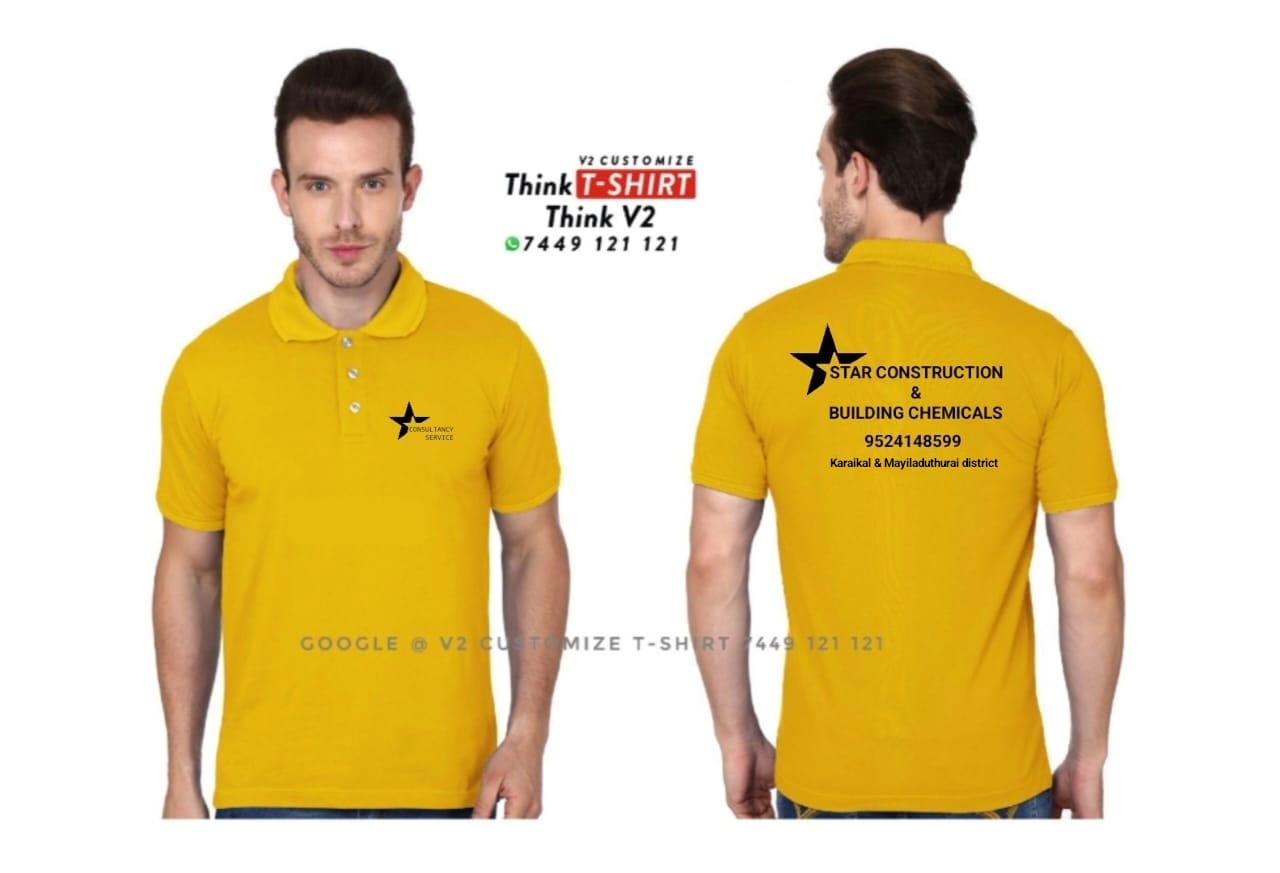 V2 CUSTOMIZE
Think T-SHIRT
Think V2
7449 121 121
CONSULTANCY
SERVICE
STAR CONSTRUCTION
&
BUILDING CHEMICALS
9524148599
Karaikal & Mayiladuthurai district
GOOGLE @ V2 CUSTOMIZE T-SHIRT 7449 121 121